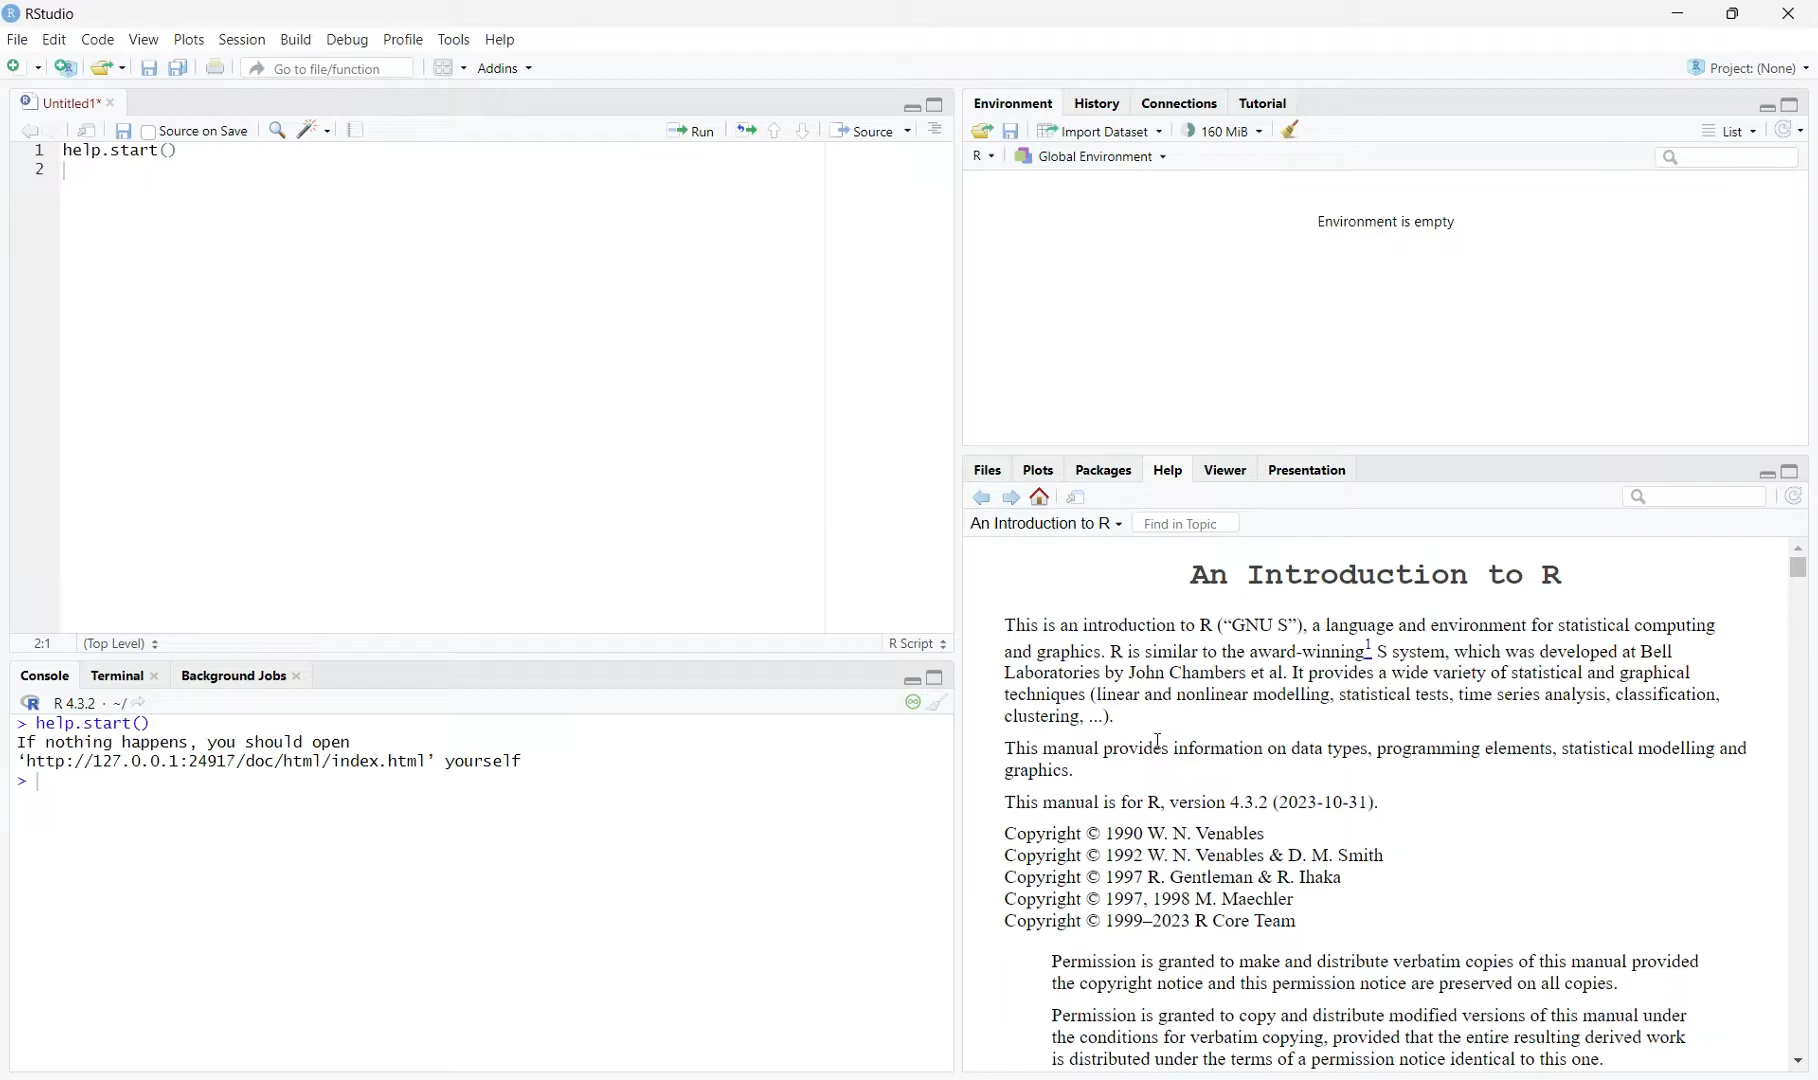 RStudio
File Edit Code View Plots Session Build Debug Profile Tools Help
Go to file/function Addins Project: (None)
Untitled1*
Source on Save Run Source
1 help.start()
2
2:1 (Top Level) R Script
Console Terminal Background Jobs
R 4.3.2 · ~/
> help.start()
If nothing happens, you should open
‘http://127.0.0.1:24917/doc/html/index.html’ yourself
>
Environment History Connections Tutorial
Import Dataset 160 MiB List
R Global Environment
Environment is empty
Files Plots Packages Help Viewer Presentation
An Introduction to R Find in Topic
An Introduction to R
This is an introduction to R (“GNU S”), a language and environment for statistical computing
and graphics. R is similar to the award-winning1 S system, which was developed at Bell
Laboratories by John Chambers et al. It provides a wide variety of statistical and graphical
techniques (linear and nonlinear modelling, statistical tests, time series analysis, classification,
clustering, ...).
This manual provides information on data types, programming elements, statistical modelling and
graphics.
This manual is for R, version 4.3.2 (2023-10-31).
Copyright © 1990 W. N. Venables
Copyright © 1992 W. N. Venables & D. M. Smith
Copyright © 1997 R. Gentleman & R. Ihaka
Copyright © 1997, 1998 M. Maechler
Copyright © 1999–2023 R Core Team
Permission is granted to make and distribute verbatim copies of this manual provided
the copyright notice and this permission notice are preserved on all copies.
Permission is granted to copy and distribute modified versions of this manual under
the conditions for verbatim copying, provided that the entire resulting derived work
is distributed under the terms of a permission notice identical to this one.